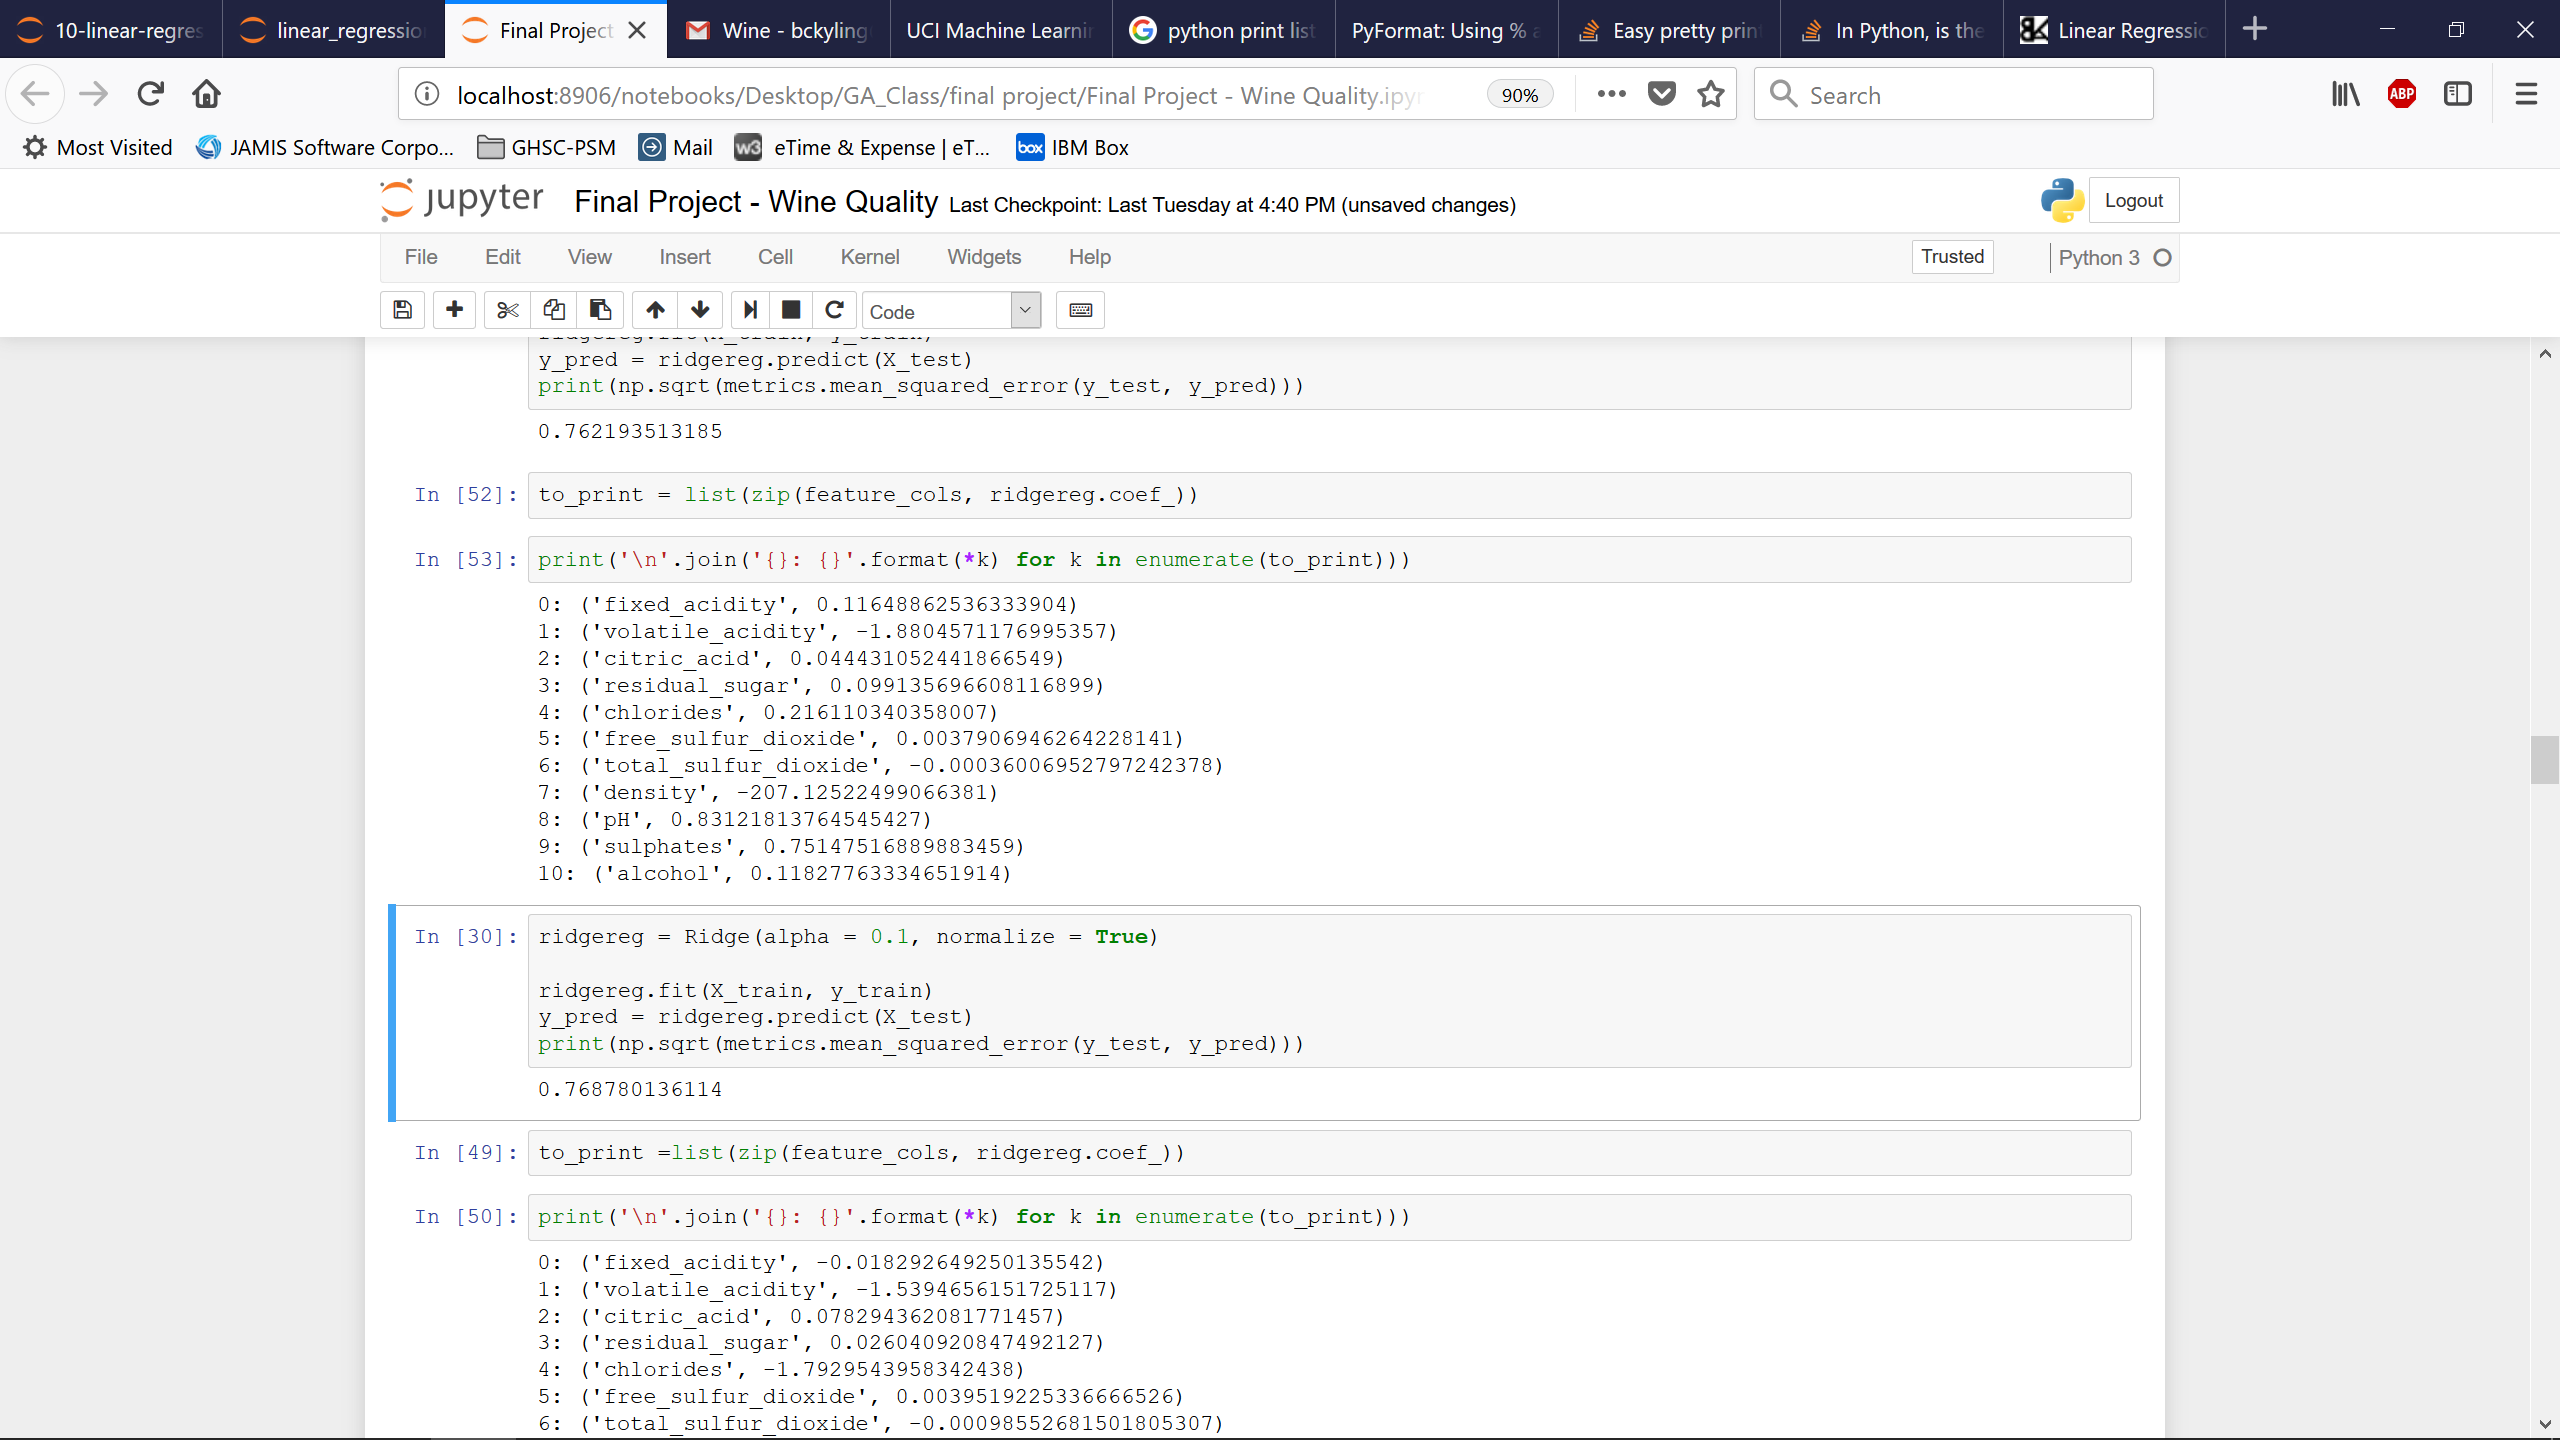 10-linear-regres
linear_regressio
Final Project
Wine - bckyling
UCI Machine Learni
python print list
PyFormat: Using % a
Easy pretty prin
In Python, is the
Linear Regressio
localhost:8906/notebooks/Desktop/GA_Class/final project/Final Project - Wine Quality.ipyn
90%
Search
ABP
Most Visited
JAMIS Software Corpo...
GHSC-PSM
Mail
w3 eTime & Expense | eT...
box IBM Box
jupyter Final Project - Wine Quality Last Checkpoint: Last Tuesday at 4:40 PM (unsaved changes)
Logout
File Edit View Insert Cell Kernel Widgets Help
Trusted
Python 3
Code
y_pred = ridgereg.predict(X_test)
print(np.sqrt(metrics.mean_squared_error(y_test, y_pred)))
0.762193513185
In [52]: to_print = list(zip(feature_cols, ridgereg.coef_))
In [53]: print('\n'.join('{}: {}'.format(*k) for k in enumerate(to_print)))
0: ('fixed_acidity', 0.11648862536333904)
1: ('volatile_acidity', -1.8804571176995357)
2: ('citric_acid', 0.044431052441866549)
3: ('residual_sugar', 0.099135696608116899)
4: ('chlorides', 0.216110340358007)
5: ('free_sulfur_dioxide', 0.0037906946264228141)
6: ('total_sulfur_dioxide', -0.00036006952797242378)
7: ('density', -207.12522499066381)
8: ('pH', 0.83121813764545427)
9: ('sulphates', 0.75147516889883459)
10: ('alcohol', 0.11827763334651914)
In [30]: ridgereg = Ridge(alpha = 0.1, normalize = True)
ridgereg.fit(X_train, y_train)
y_pred = ridgereg.predict(X_test)
print(np.sqrt(metrics.mean_squared_error(y_test, y_pred)))
0.768780136114
In [49]: to_print =list(zip(feature_cols, ridgereg.coef_))
In [50]: print('\n'.join('{}: {}'.format(*k) for k in enumerate(to_print)))
0: ('fixed_acidity', -0.018292649250135542)
1: ('volatile_acidity', -1.5394656151725117)
2: ('citric_acid', 0.078294362081771457)
3: ('residual_sugar', 0.026040920847492127)
4: ('chlorides', -1.7929543958342438)
5: ('free_sulfur_dioxide', 0.0039519225336666526)
6: ('total_sulfur_dioxide', -0.00098552681501805307)